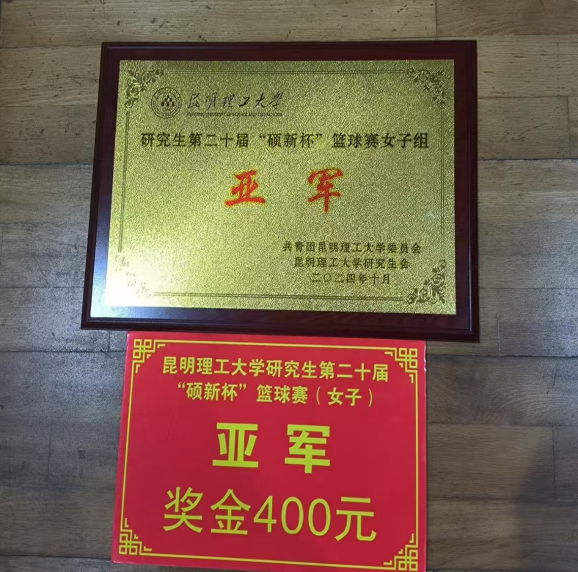 昆明理工大学
研究生第二十届“硕新杯”篮球赛女子组
亚军
共青团昆明理工大学委员会
昆明理工大学研究生会
二〇二四年十月
昆明理工大学研究生第二十届
“硕新杯”篮球赛（女子）
亚军
奖金400元